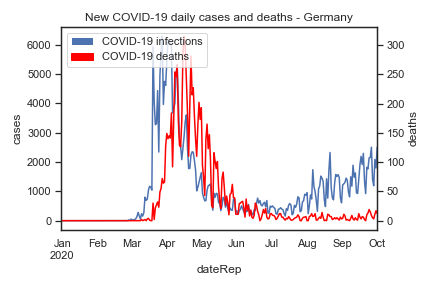 New COVID-19 daily cases and deaths - Germany
COVID-19 infections
COVID-19 deaths
6000
5000
4000
3000
2000
1000
0
cases
300
250
200
150
100
50
0
deaths
Jan Feb Mar Apr May Jun Jul Aug Sep Oct
2020
dateRep